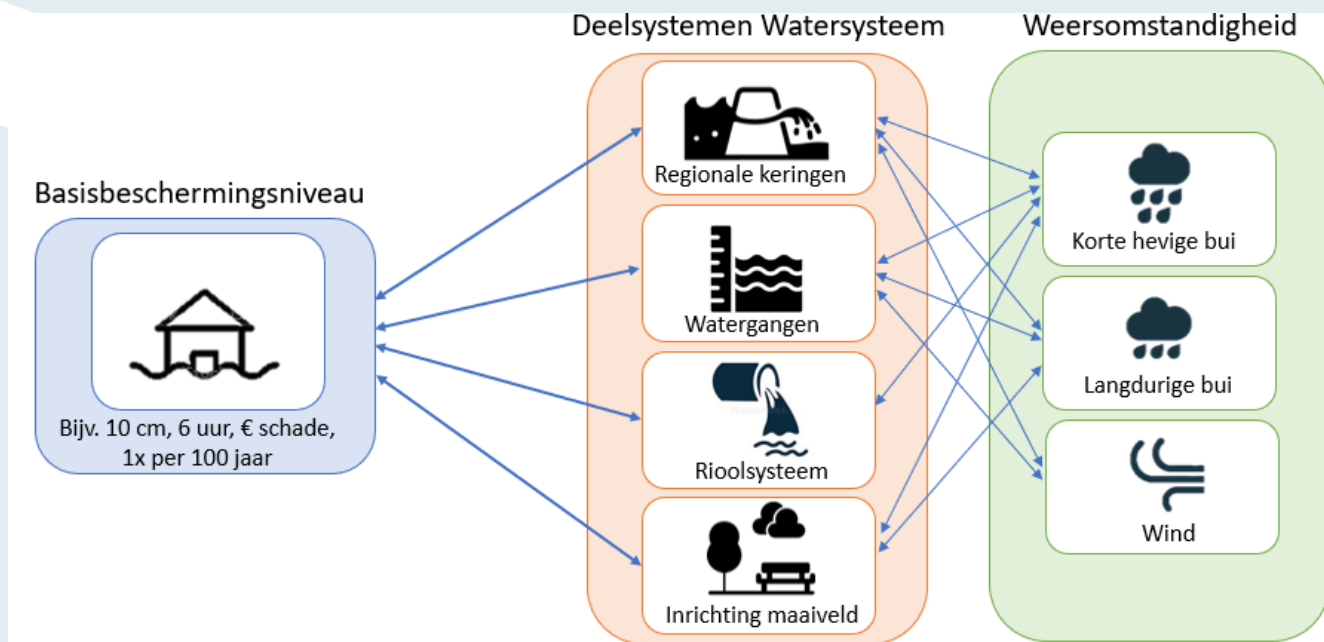 Deelsystemen Watersysteem
Weersomstandigheid
Basisbeschermingsniveau
Bijv. 10 cm, 6 uur, € schade,
1x per 100 jaar
Regionale keringen
Watergangen
Rioolsysteem
Inrichting maaiveld
Korte hevige bui
Langdurige bui
Wind